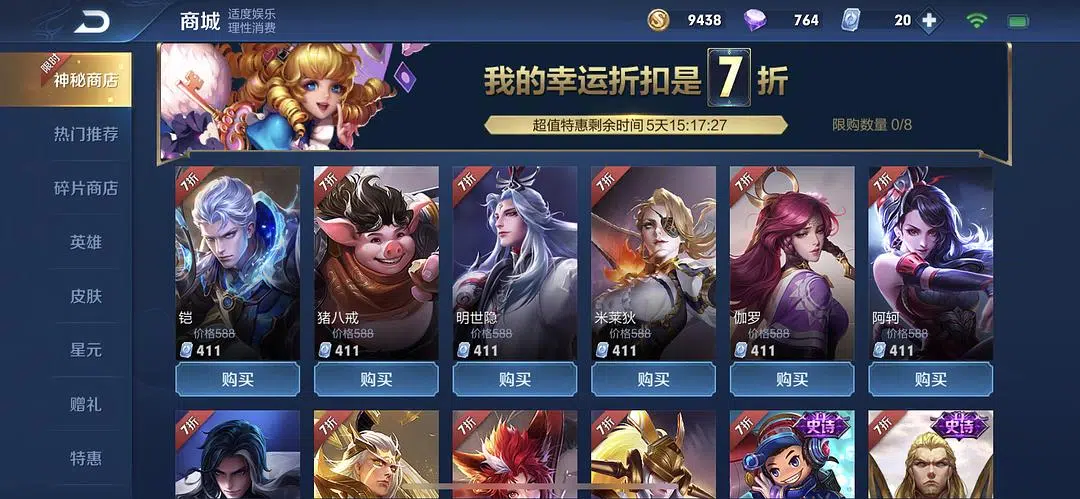 商城
适度娱乐
理性消费
9438
764
20
限时
神秘商店
热门推荐
碎片商店
英雄
皮肤
星元
赠礼
特惠
我的幸运折扣是7折
超值特惠剩余时间5天15:17:27
限购数量 0/8
7折
铠
价格588
411
购买
7折
猪八戒
价格588
411
购买
7折
明世隐
价格588
411
购买
7折
米莱狄
价格588
411
购买
7折
伽罗
价格588
411
购买
7折
阿轲
价格588
411
购买
7折
7折
7折
7折
7折
史诗
7折
史诗